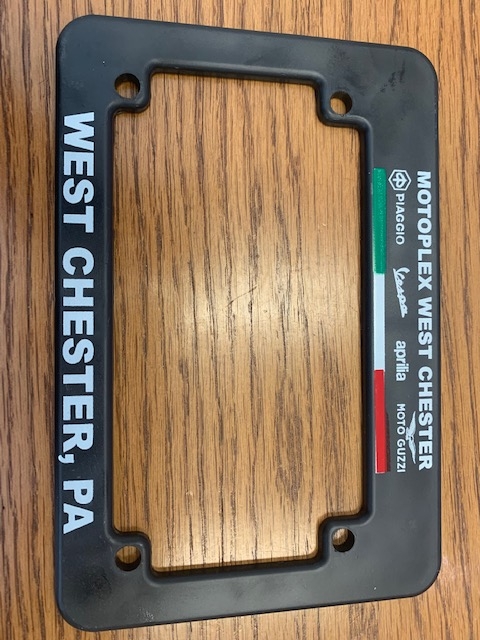 MOTOPLEX WEST CHESTER
PIAGGIO Vespa aprilia MOTO GUZZI
WEST CHESTER, PA